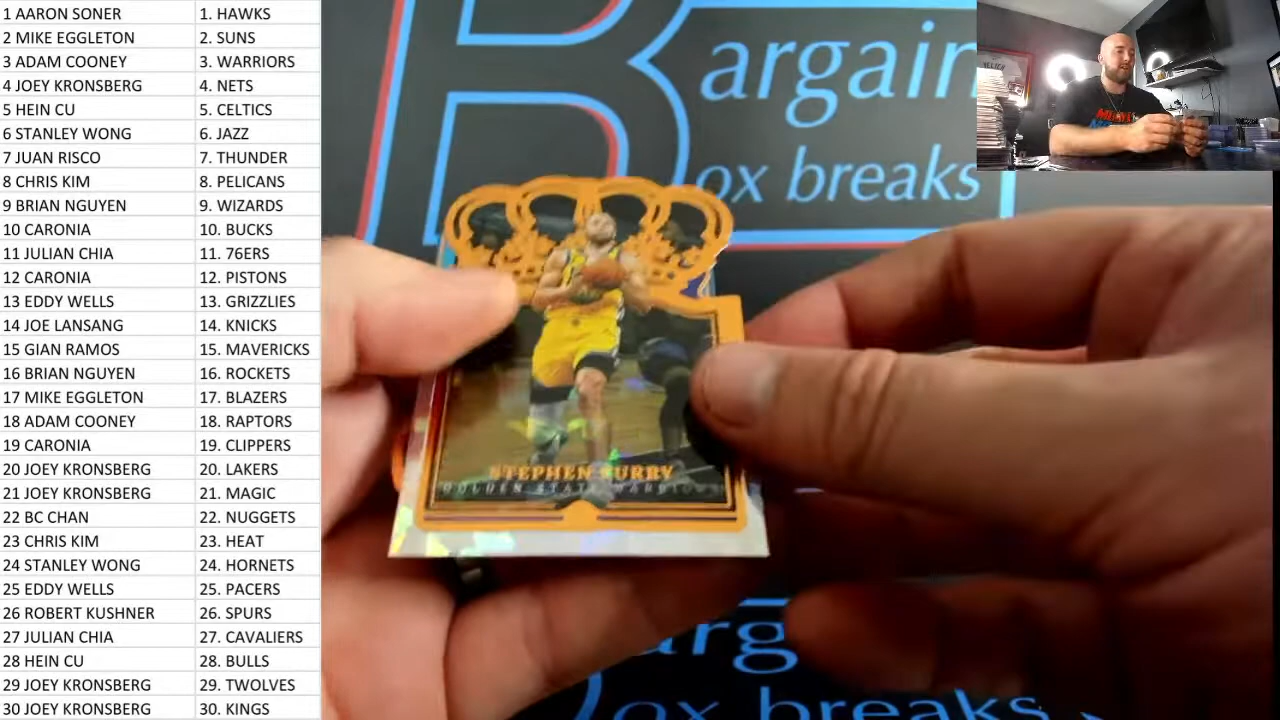 1 AARON SONER 1. HAWKS
2 MIKE EGGLETON 2. SUNS
3 ADAM COONEY 3. WARRIORS
4 JOEY KRONSBERG 4. NETS
5 HEIN CU 5. CELTICS
6 STANLEY WONG 6. JAZZ
7 JUAN RISCO 7. THUNDER
8 CHRIS KIM 8. PELICANS
9 BRIAN NGUYEN 9. WIZARDS
10 CARONIA 10. BUCKS
11 JULIAN CHIA 11. 76ERS
12 CARONIA 12. PISTONS
13 EDDY WELLS 13. GRIZZLIES
14 JOE LANSANG 14. KNICKS
15 GIAN RAMOS 15. MAVERICKS
16 BRIAN NGUYEN 16. ROCKETS
17 MIKE EGGLETON 17. BLAZERS
18 ADAM COONEY 18. RAPTORS
19 CARONIA 19. CLIPPERS
20 JOEY KRONSBERG 20. LAKERS
21 JOEY KRONSBERG 21. MAGIC
22 BC CHAN 22. NUGGETS
23 CHRIS KIM 23. HEAT
24 STANLEY WONG 24. HORNETS
25 EDDY WELLS 25. PACERS
26 ROBERT KUSHNER 26. SPURS
27 JULIAN CHIA 27. CAVALIERS
28 HEIN CU 28. BULLS
29 JOEY KRONSBERG 29. TWOLVES
30 JOEY KRONSBERG 30. KINGS
Bargain
ox breaks
STEPHEN CURRY
GOLDEN STATE WARRIORS
arg
ox breaks